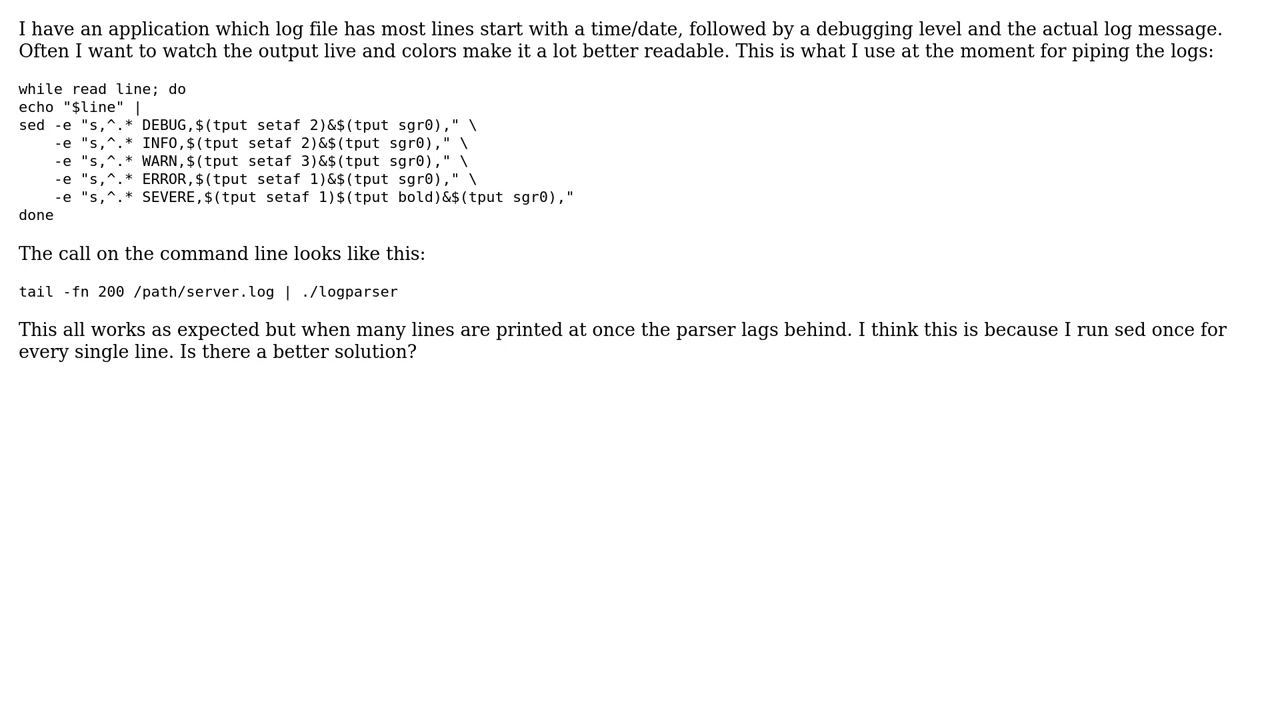 I have an application which log file has most lines start with a time/date, followed by a debugging level and the actual log message.
Often I want to watch the output live and colors make it a lot better readable. This is what I use at the moment for piping the logs:
while read line; do
echo "$line" |
sed -e "s,^.* DEBUG,$(tput setaf 2)&$(tput sgr0)," \
    -e "s,^.* INFO,$(tput setaf 2)&$(tput sgr0)," \
    -e "s,^.* WARN,$(tput setaf 3)&$(tput sgr0)," \
    -e "s,^.* ERROR,$(tput setaf 1)&$(tput sgr0)," \
    -e "s,^.* SEVERE,$(tput setaf 1)$(tput bold)&$(tput sgr0),"
done
The call on the command line looks like this:
tail -fn 200 /path/server.log | ./logparser
This all works as expected but when many lines are printed at once the parser lags behind. I think this is because I run sed once for
every single line. Is there a better solution?